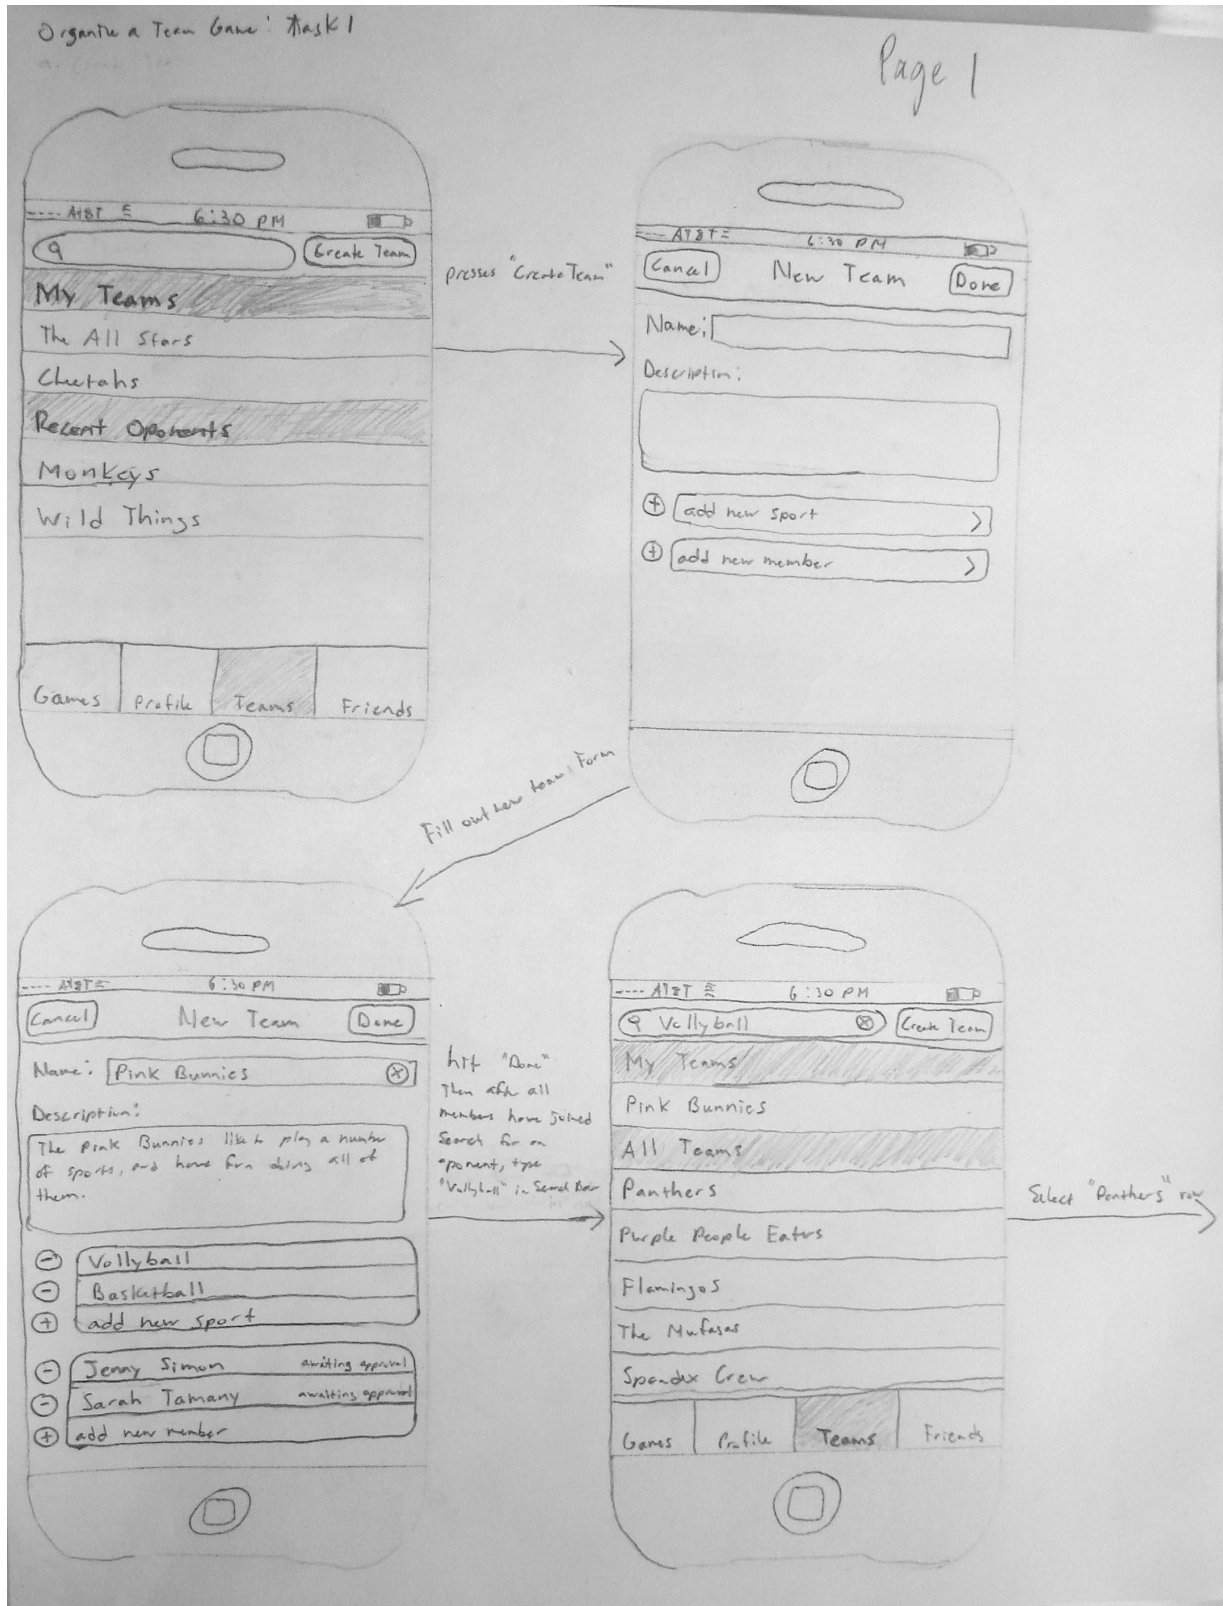 Organize a Team Game: Task 1
Page 1
---- AT&T 6:30 PM
Create Team
My Teams
The All Stars
Cheetahs
Recent Oponents
Monkeys
Wild Things
Games Profile Teams Friends
presses "Create Team"
---- AT&T 6:30 PM
Cancel New Team Done
Name:
Description:
+ add new sport >
+ add new member >
Fill out new team Form
---- AT&T 6:30 PM
Cancel New Team Done
Name: Pink Bunnies
Description:
The Pink Bunnies like to play a number
of sports, and have fun doing all of
them.
- Vollyball
- Basketball
+ add new sport
- Jenny Simon awaiting approval
- Sarah Tamany awaiting approval
+ add new member
hit "Done"
Then after all
members have joined
Search for an
oponent, type
"Vollyball" in Search Bar
---- AT&T 6:30 PM
Vollyball Create Team
My Teams
Pink Bunnies
All Teams
Panthers
Purple People Eaters
Flamingos
The Mufasas
Spandex Crew
Games Profile Teams Friends
Select "Panthers" row